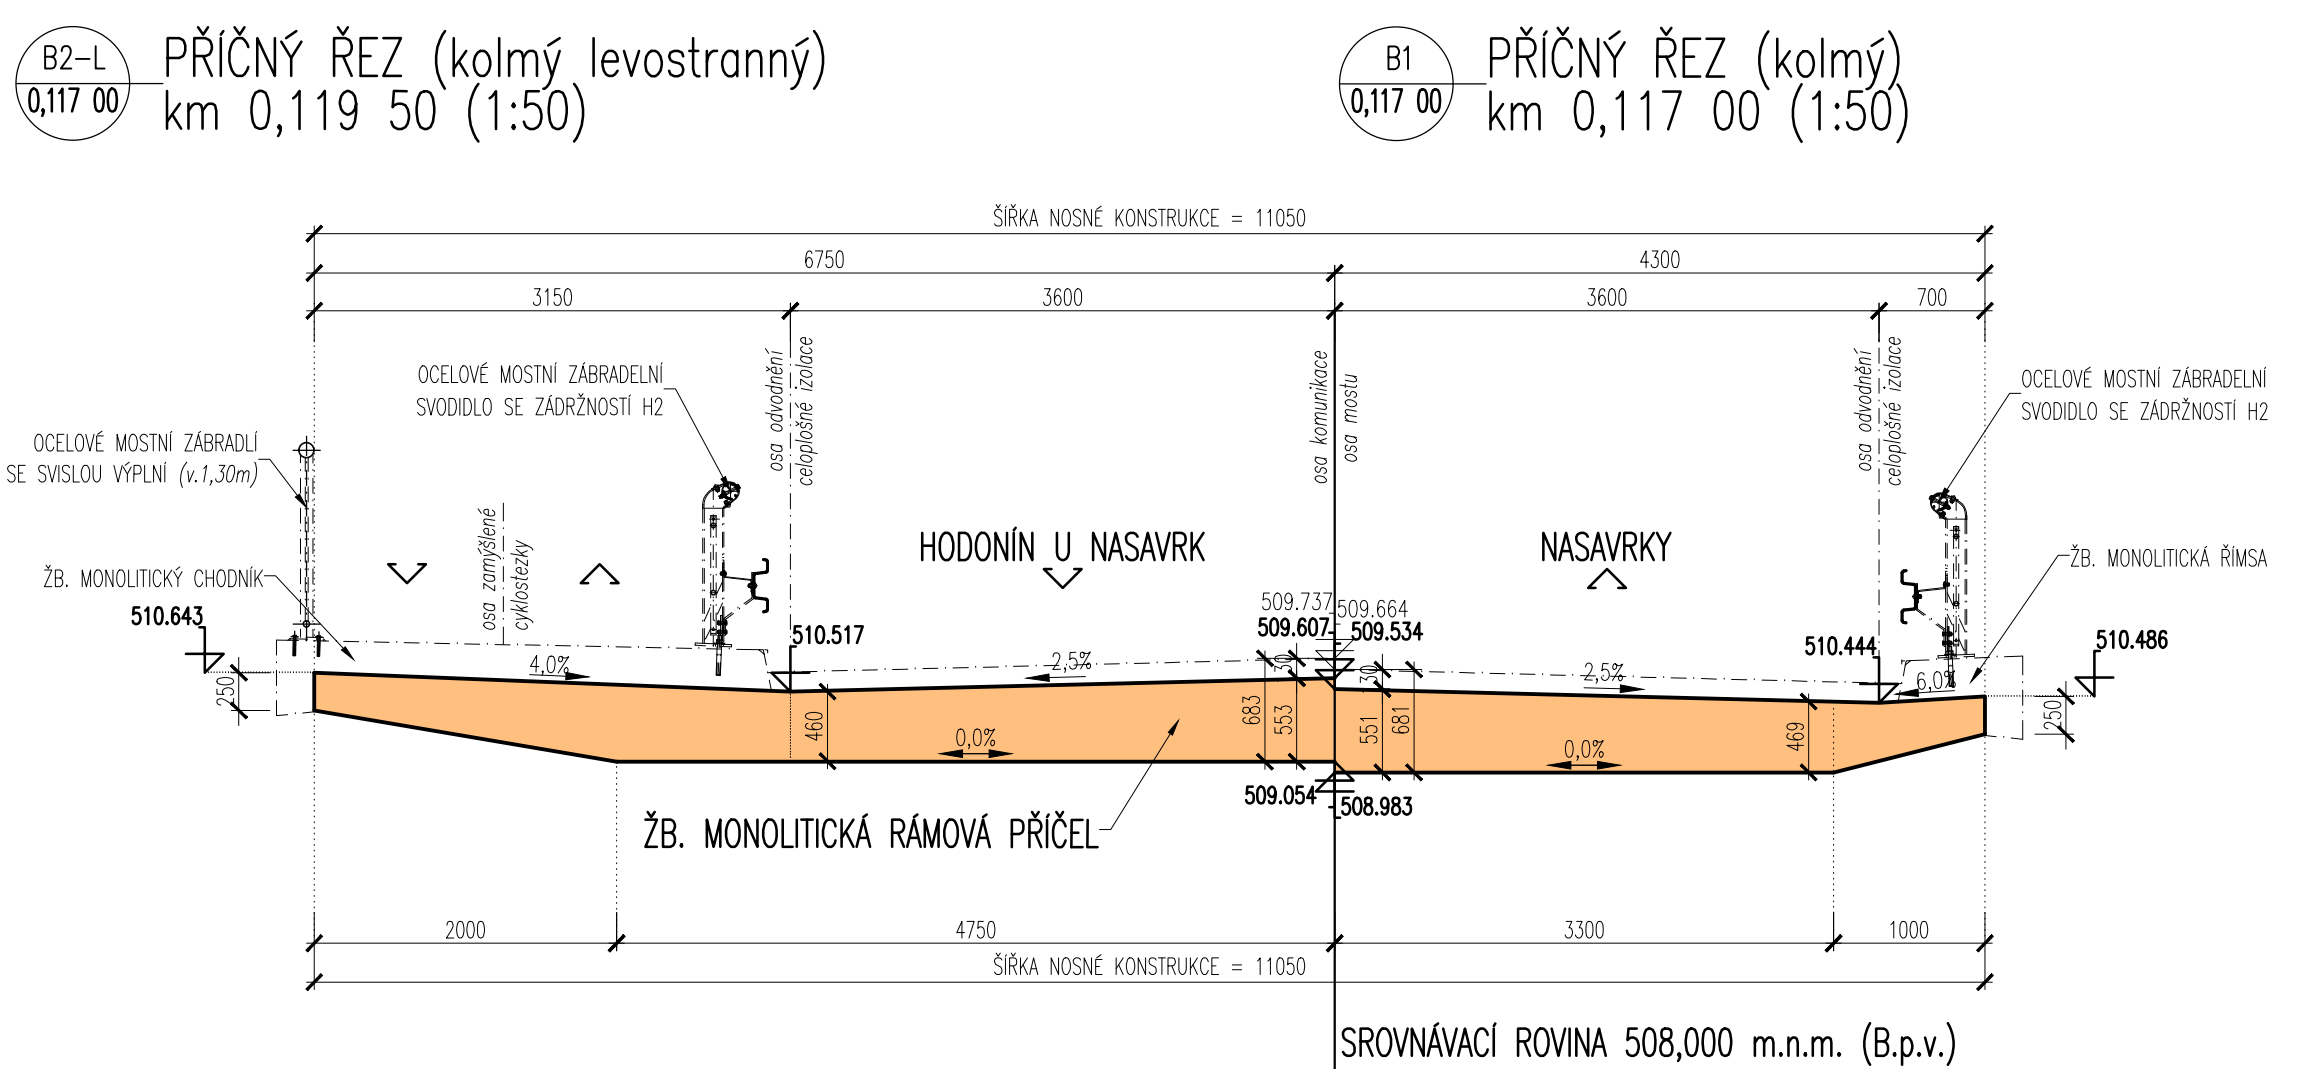 B2-L
0,117 00
PŘÍČNÝ ŘEZ (kolmý levostranný)
km 0,119 50 (1:50)
B1
0,117 00
PŘÍČNÝ ŘEZ (kolmý)
km 0,117 00 (1:50)
ŠÍŘKA NOSNÉ KONSTRUKCE = 11050
6750
4300
3150
3600
3600
700
OCELOVÉ MOSTNÍ ZÁBRADELNÍ
SVODIDLO SE ZÁDRŽNOSTÍ H2
osa odvodnění
celoplošné izolace
osa komunikace
osa mostu
osa odvodnění
celoplošné izolace
OCELOVÉ MOSTNÍ ZÁBRADELNÍ
SVODIDLO SE ZÁDRŽNOSTÍ H2
OCELOVÉ MOSTNÍ ZÁBRADLÍ
SE SVISLOU VÝPLNÍ (v.1,30m)
osa zamýšlené
cyklostezky
HODONÍN U NASAVRK
NASAVRKY
ŽB. MONOLITICKÝ CHODNÍK
ŽB. MONOLITICKÁ ŘÍMSA
510.643
510.517
509.737
509.664
509.607
509.534
510.444
510.486
4,0%
2,5%
2,5%
6,0%
250
460
683
130
553
130
551
681
469
250
0,0%
0,0%
509.054
508.983
ŽB. MONOLITICKÁ RÁMOVÁ PŘÍČEL
2000
4750
3300
1000
ŠÍŘKA NOSNÉ KONSTRUKCE = 11050
SROVNÁVACÍ ROVINA 508,000 m.n.m. (B.p.v.)